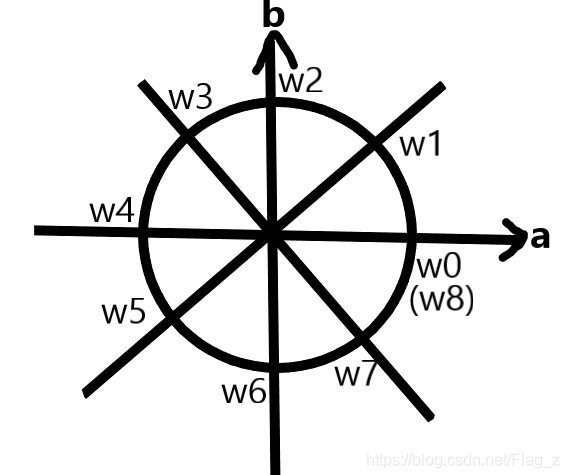 b
w2
w3
w1
w4
a
w0
(w8)
w5
w7
w6
https://blog.csdn.net/Flag_z